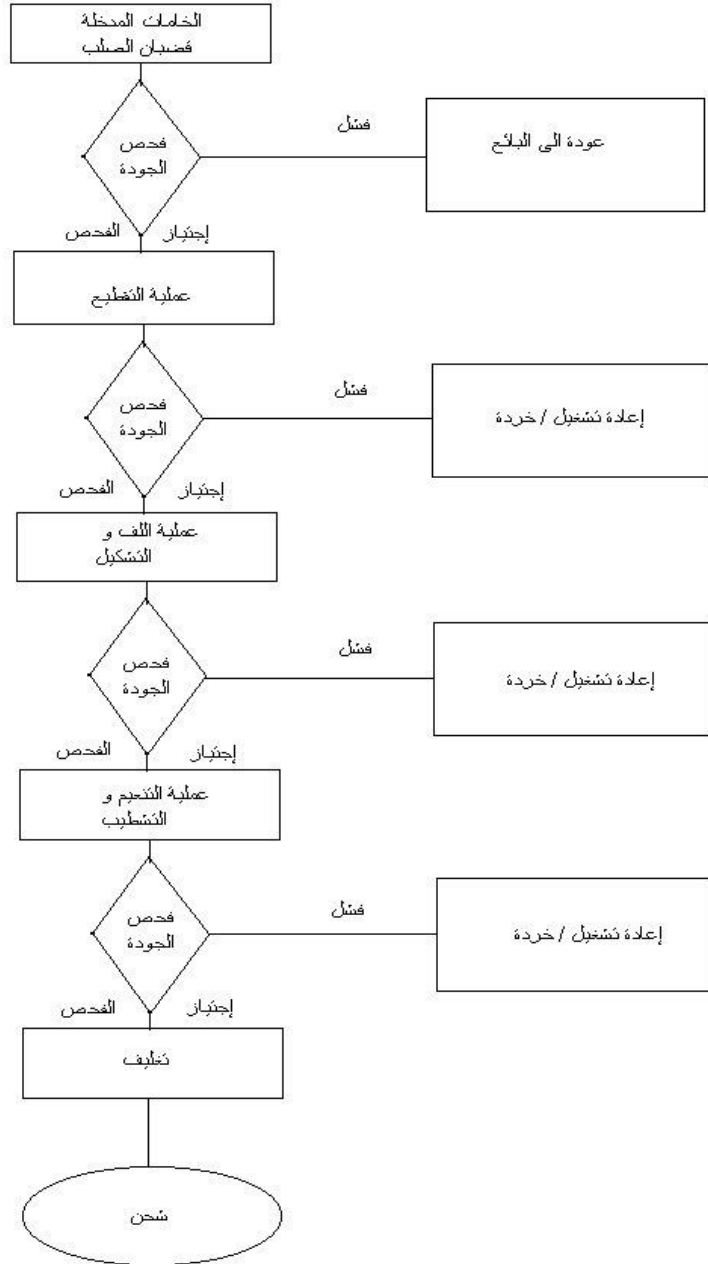 الخامات المدخلة
قضبان الصلب
فحص
الجودة
فشل
عودة الى البائع
إجتياز الفحص
عملية التقطيع
فحص
الجودة
فشل
إعادة تشغيل / خردة
إجتياز الفحص
عملية اللف و
التشكيل
فحص
الجودة
فشل
إعادة تشغيل / خردة
إجتياز الفحص
عملية التنعيم و
التشطيب
فحص
الجودة
فشل
إعادة تشغيل / خردة
إجتياز الفحص
تغليف
شحن